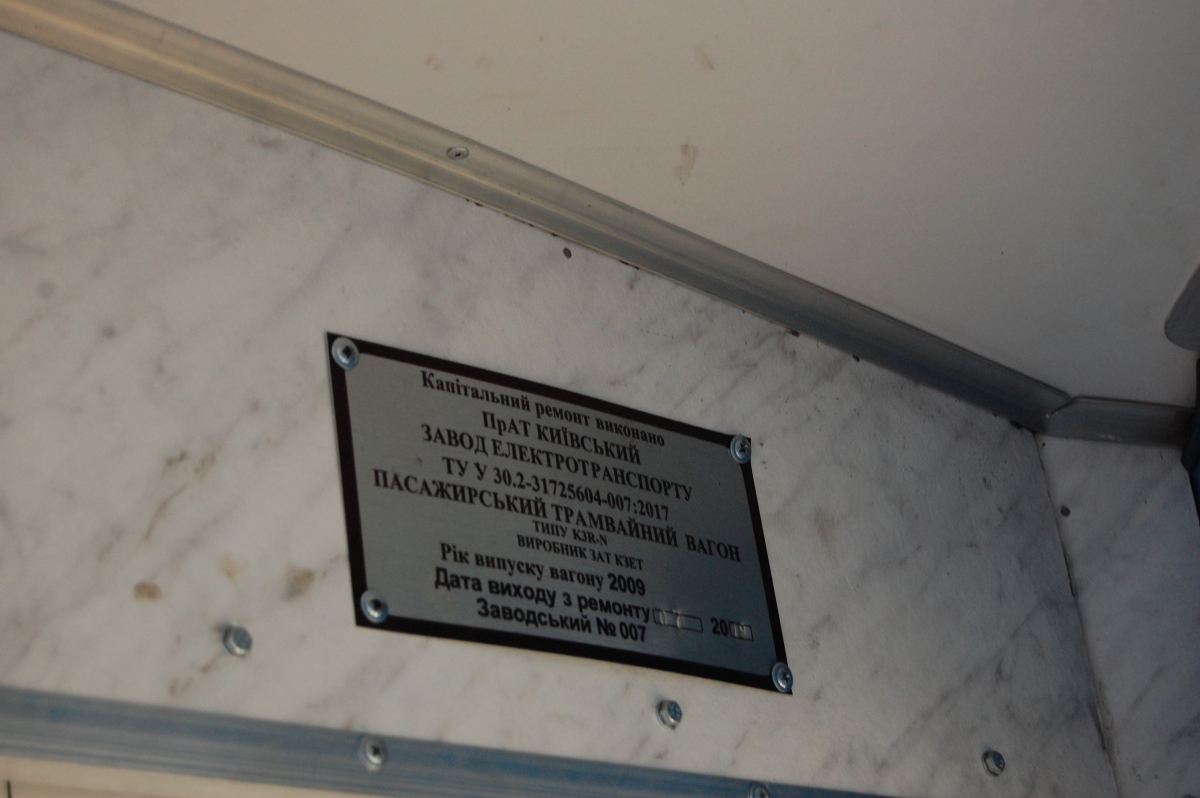 Капітальний ремонт виконано
ПрАТ КИЇВСЬКИЙ
ЗАВОД ЕЛЕКТРОТРАНСПОРТУ
ТУ У 30.2-31725604-007:2017
ПАСАЖИРСЬКИЙ ТРАМВАЙНИЙ ВАГОН
ТИПУ K3R-N
ВИРОБНИК ЗАТ КЗЕТ
Рік випуску вагону 2009
Дата виходу з ремонту 20
Заводський № 007